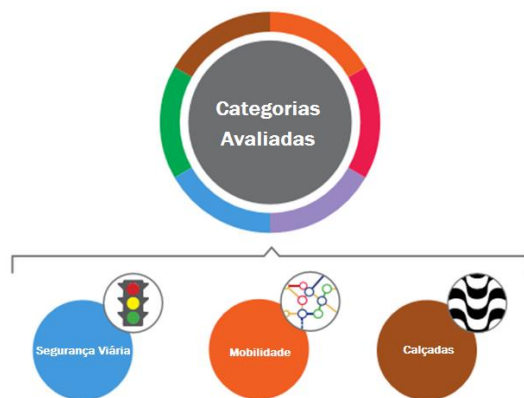 Categorias
Avaliadas
Segurança Viária
Mobilidade
Calçadas